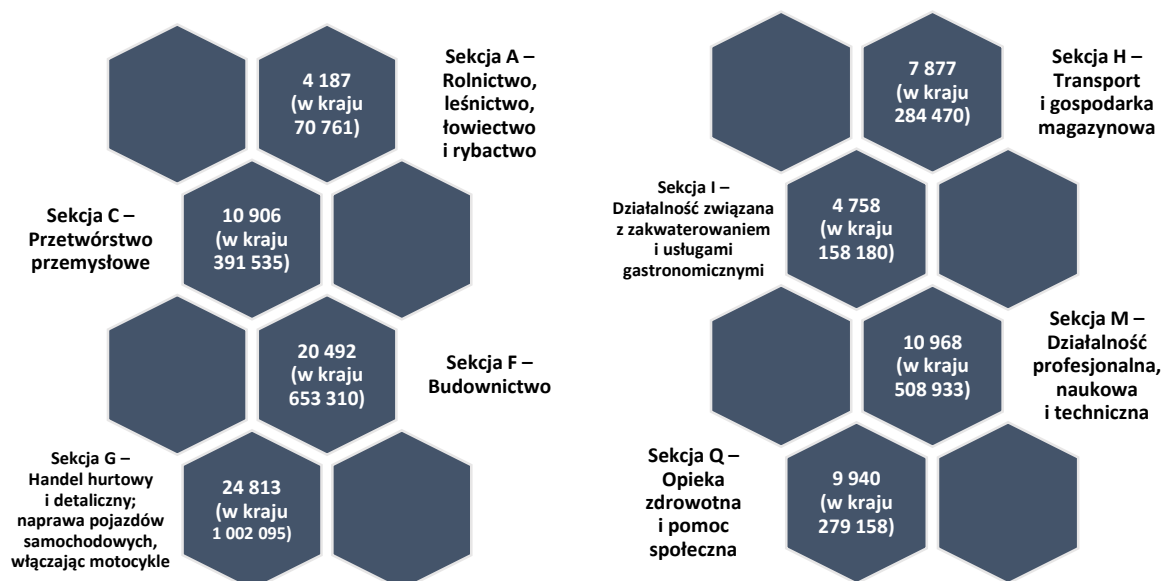 4 187
(w kraju
70 761)
Sekcja A –
Rolnictwo,
leśnictwo,
łowiectwo
i rybactwo
Sekcja C –
Przetwórstwo
przemysłowe
10 906
(w kraju
391 535)
20 492
(w kraju
653 310)
Sekcja F –
Budownictwo
Sekcja G –
Handel hurtowy
i detaliczny;
naprawa pojazdów
samochodowych,
włączając motocykle
24 813
(w kraju
1 002 095)
7 877
(w kraju
284 470)
Sekcja H –
Transport
i gospodarka
magazynowa
Sekcja I –
Działalność związana
z zakwaterowaniem
i usługami
gastronomicznymi
4 758
(w kraju
158 180)
10 968
(w kraju
508 933)
Sekcja M –
Działalność
profesjonalna,
naukowa
i techniczna
Sekcja Q –
Opieka
zdrowotna
i pomoc
społeczna
9 940
(w kraju
279 158)